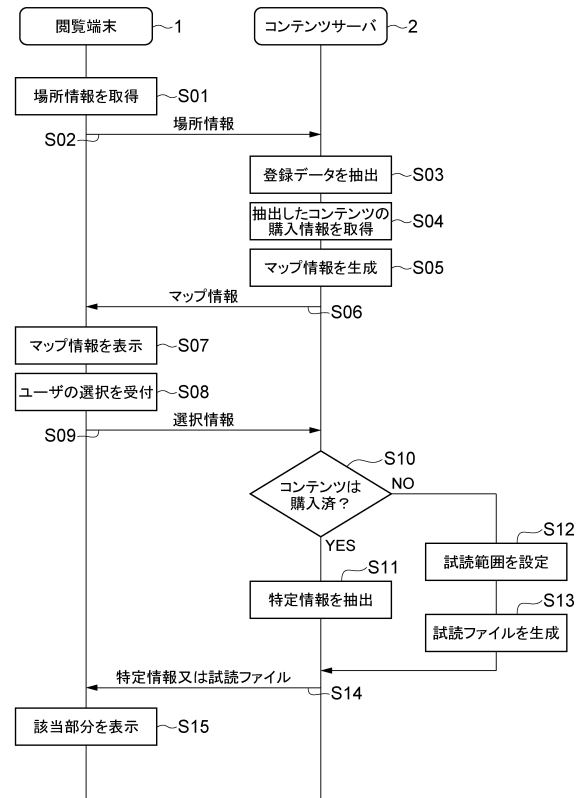 閲覧端末
1
コンテンツサーバ
2
場所情報を取得
S01
場所情報
S02
登録データを抽出
S03
抽出したコンテンツの
購入情報を取得
S04
マップ情報を生成
S05
マップ情報
S06
マップ情報を表示
S07
ユーザの選択を受付
S08
選択情報
S09
S10
コンテンツは
購入済？
NO
YES
S11
特定情報を抽出
S12
試読範囲を設定
S13
試読ファイルを生成
特定情報又は試読ファイル
S14
該当部分を表示
S15